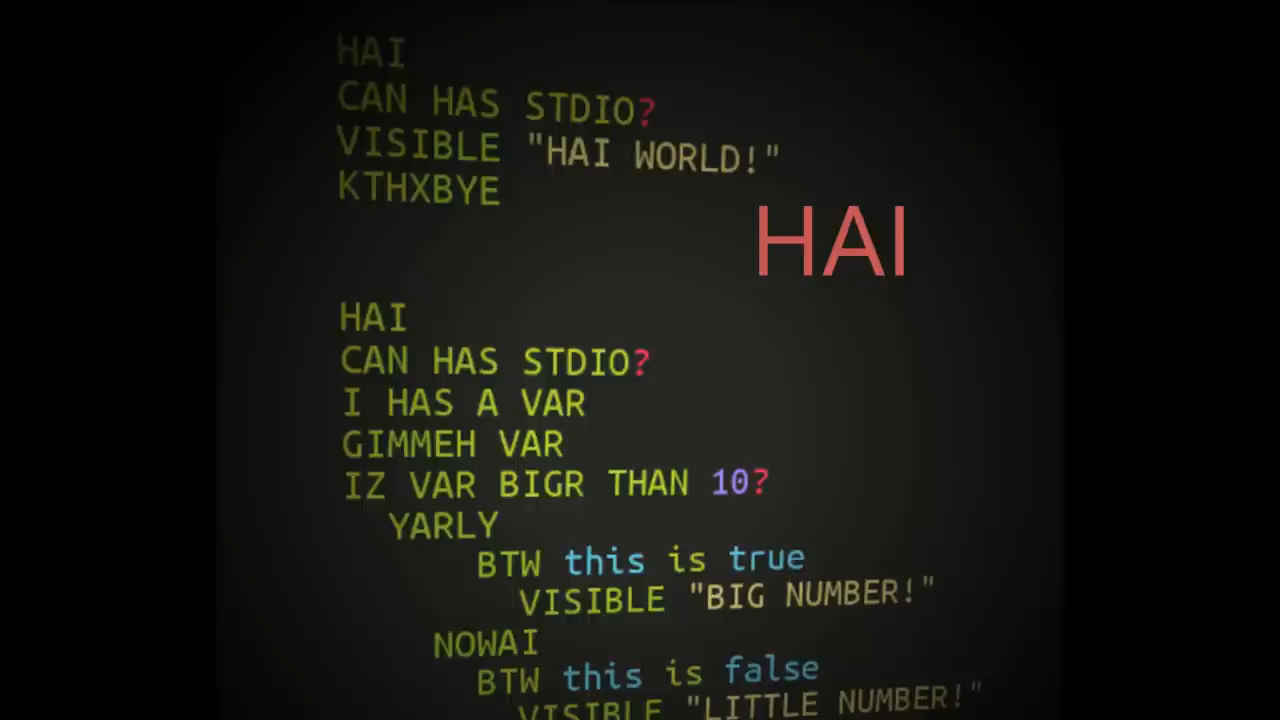 HAI
CAN HAS STDIO?
VISIBLE "HAI WORLD!"
KTHXBYE
HAI
HAI
CAN HAS STDIO?
I HAS A VAR
GIMMEH VAR
IZ VAR BIGR THAN 10?
YARLY
BTW this is true
VISIBLE "BIG NUMBER!"
NOWAI
BTW this is false
VISIBLE "LITTLE NUMBER!"